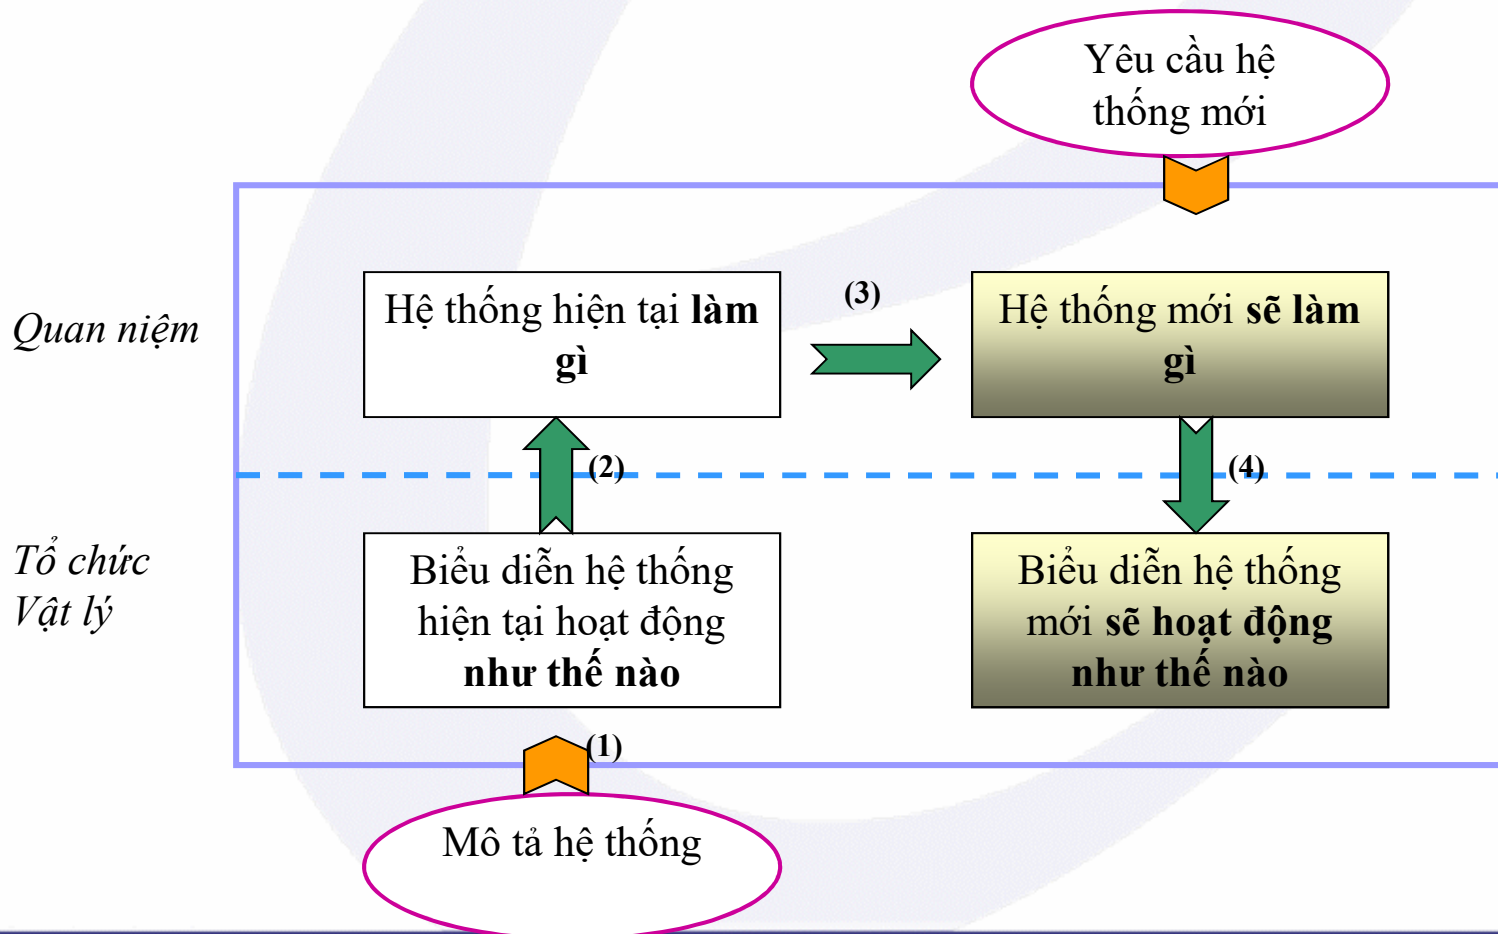 Yêu cầu hệ
thống mới
Quan niệm
Hệ thống hiện tại làm
gì
(3)
Hệ thống mới sẽ làm
gì
(2)
(4)
Tổ chức
Vật lý
Biểu diễn hệ thống
hiện tại hoạt động
như thế nào
Biểu diễn hệ thống
mới sẽ hoạt động
như thế nào
(1)
Mô tả hệ thống